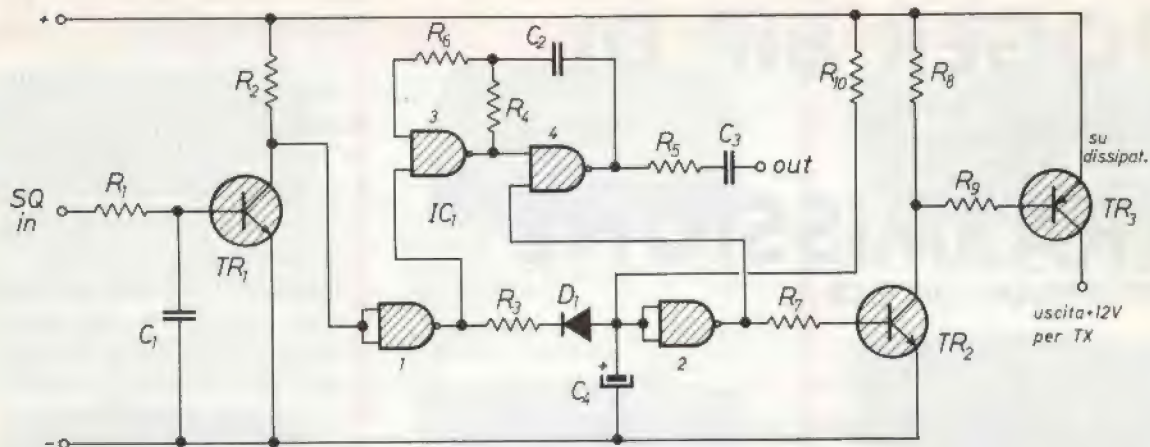 +
R6
C2
R2
R4
R10
R8
3
4
R5
C3
out
su
dissipat.
SQ
in
R1
IC1
R9
TR3
TR1
R3
D1
R7
uscita+12V
per TX
C1
1
+
2
TR2
C4
-